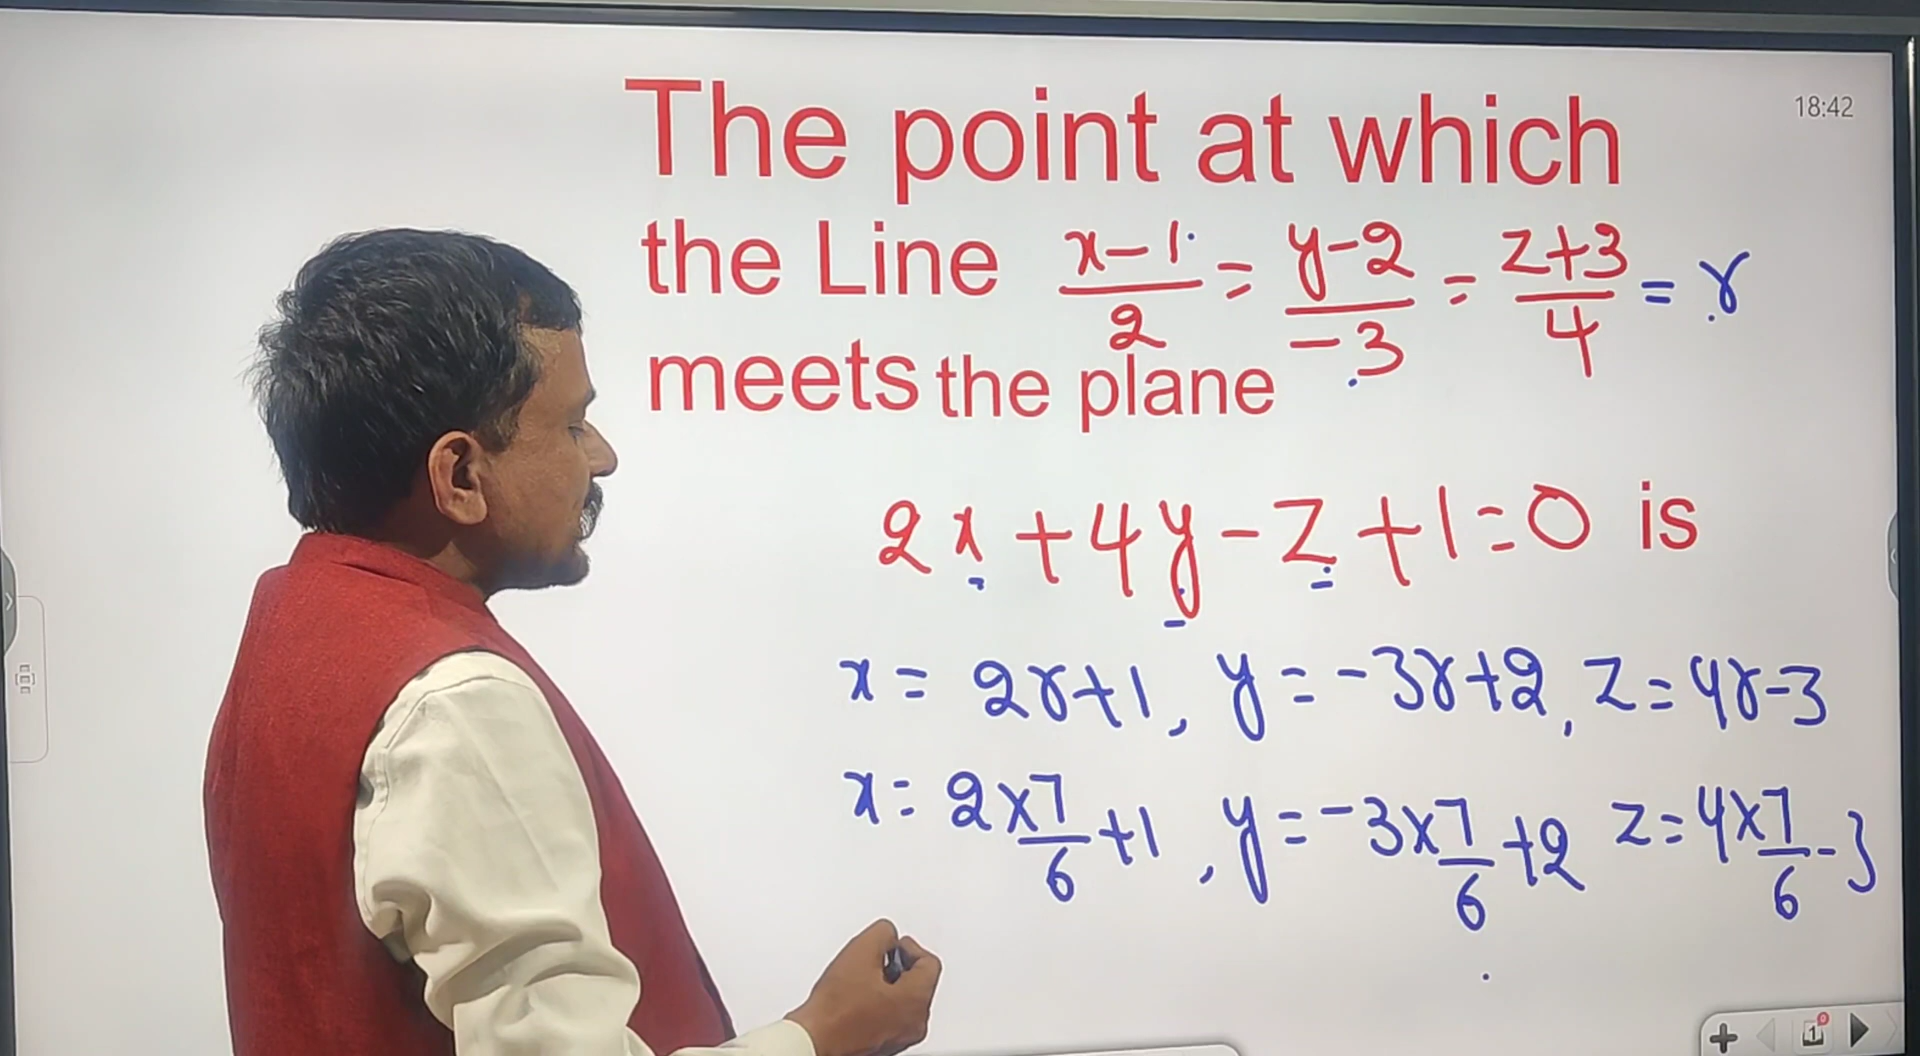 18:42
The point at which
the Line x-1/2 = y-2/-3 = z+3/4 = r
meets the plane
2x+4y-z+1=0 is
x= 2r+1, y=-3r+2, z=4r-3
x= 2×7/6+1, y=-3×7/6+2 z=4×7/6-3
1